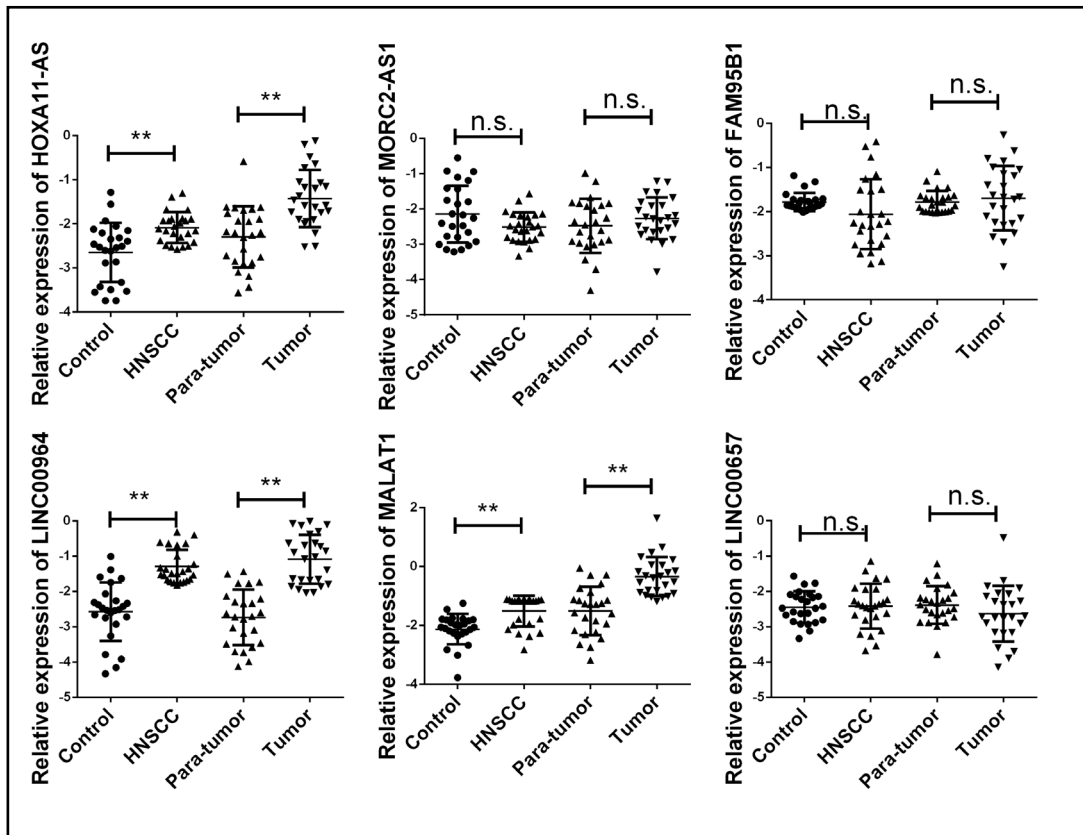 Relative expression of HOXA11-AS
**
**
0
-1
-2
-3
-4
Control
HNSCC
Para-tumor
Tumor
Relative expression of MORC2-AS1
n.s.
n.s.
0
-1
-2
-3
-4
-5
Control
HNSCC
Para-tumor
Tumor
Relative expression of FAM95B1
n.s.
n.s.
0
-1
-2
-3
-4
Control
HNSCC
Para-tumor
Tumor
Relative expression of LINC00964
**
**
0
-1
-2
-3
-4
-5
Control
HNSCC
Para-tumor
Tumor
Relative expression of MALAT1
**
**
2
0
-2
-4
Control
HNSCC
Para-tumor
Tumor
Relative expression of LINC00657
n.s.
n.s.
0
-1
-2
-3
-4
-5
Control
HNSCC
Para-tumor
Tumor